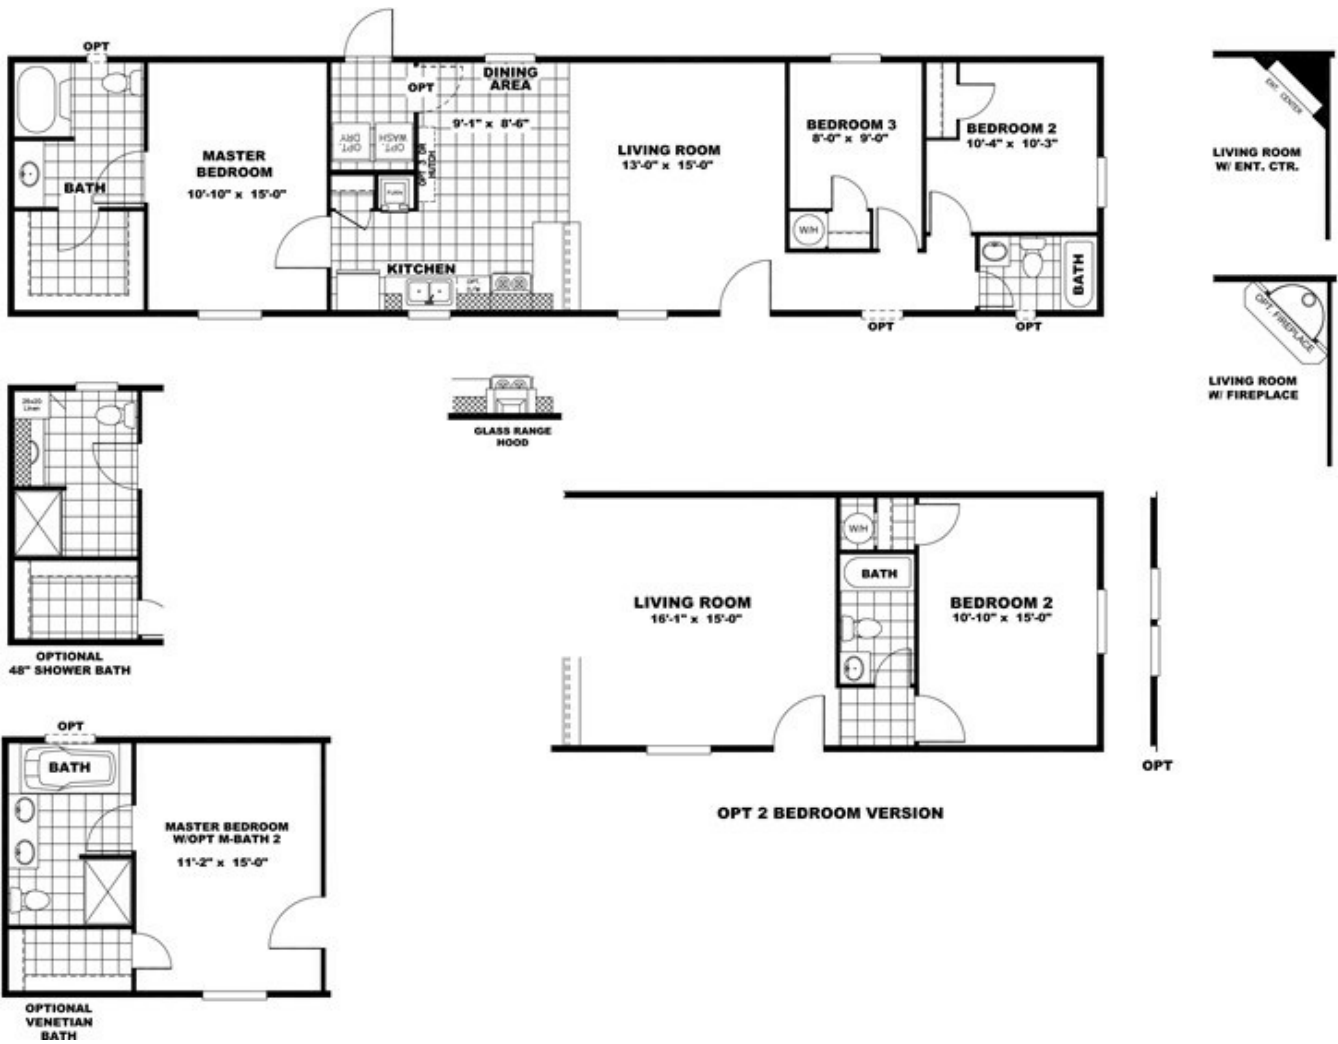 OPT
BATH
MASTER
BEDROOM
10'-10" x 15'-0"
OPT
OPT.
DRY
OPT.
WASH
OPT
HUTCH
FURN
DINING
AREA
9'-1" x 8'-6"
KITCHEN
OPT.
LIVING ROOM
13'-0" x 15'-0"
BEDROOM 3
8'-0" x 9'-0"
W/H
BEDROOM 2
10'-4" x 10'-3"
BATH
OPT
OPT
ENT. CENTER
LIVING ROOM
W/ ENT. CTR.
OPT. FIREPLACE
LIVING ROOM
W/ FIREPLACE
Linen
OPTIONAL
48" SHOWER BATH
GLASS RANGE
HOOD
W/H
BATH
LIVING ROOM
16'-1" x 15'-0"
BEDROOM 2
10'-10" x 15'-0"
OPT
OPT 2 BEDROOM VERSION
OPT
BATH
MASTER BEDROOM
W/OPT M-BATH 2
11'-2" x 15'-0"
OPTIONAL
VENETIAN
BATH